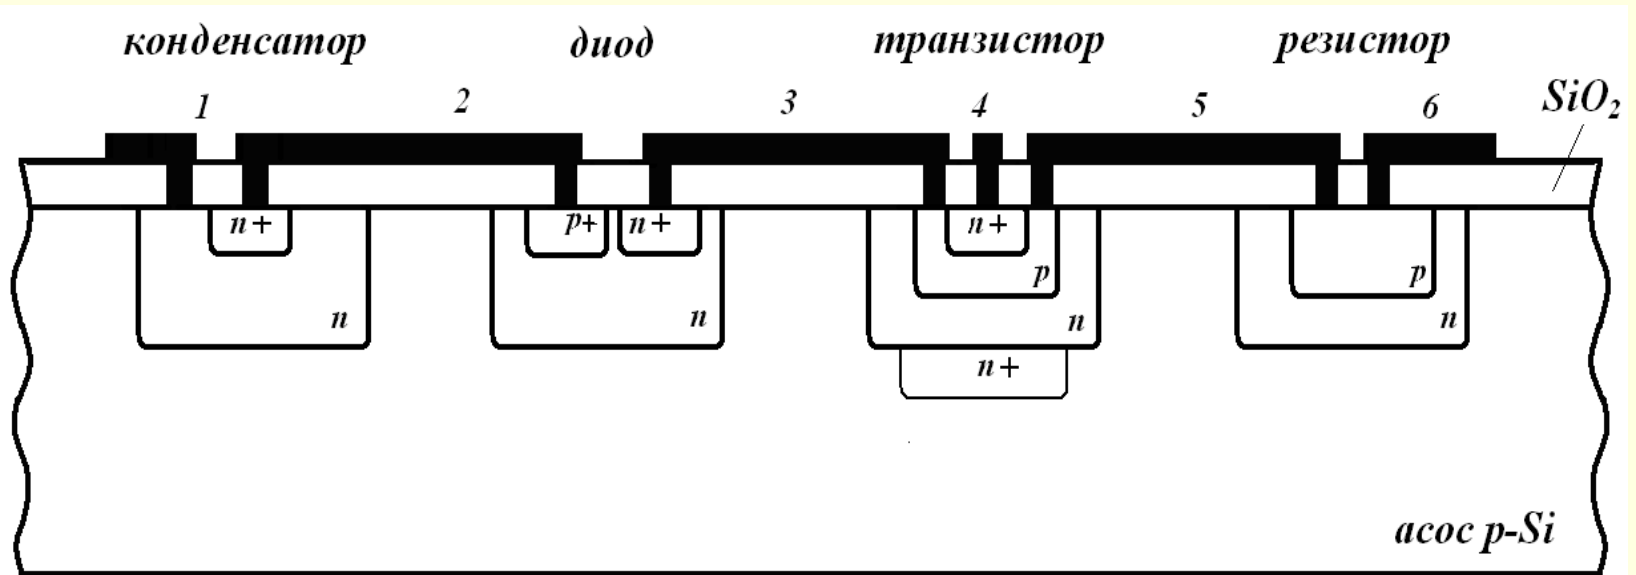 конденсатор диод транзистор резистор
1 2 3 4 5 6 SiO₂
n+ p+ n+ n+
p p
n n n n
n+
асос p-Si